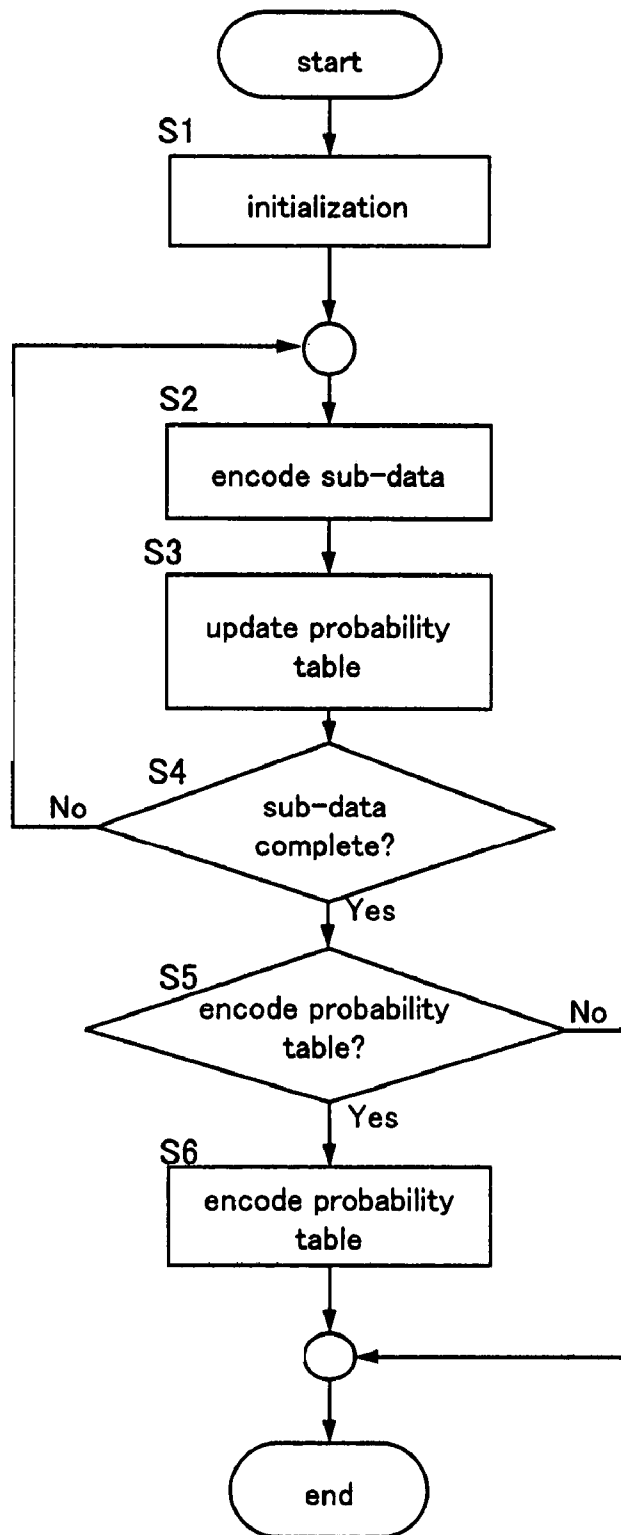 start
S1
initialization
S2
encode sub-data
S3
update probability
table
S4
No
sub-data
complete?
Yes
S5
encode probability
table?
No
Yes
S6
encode probability
table
end